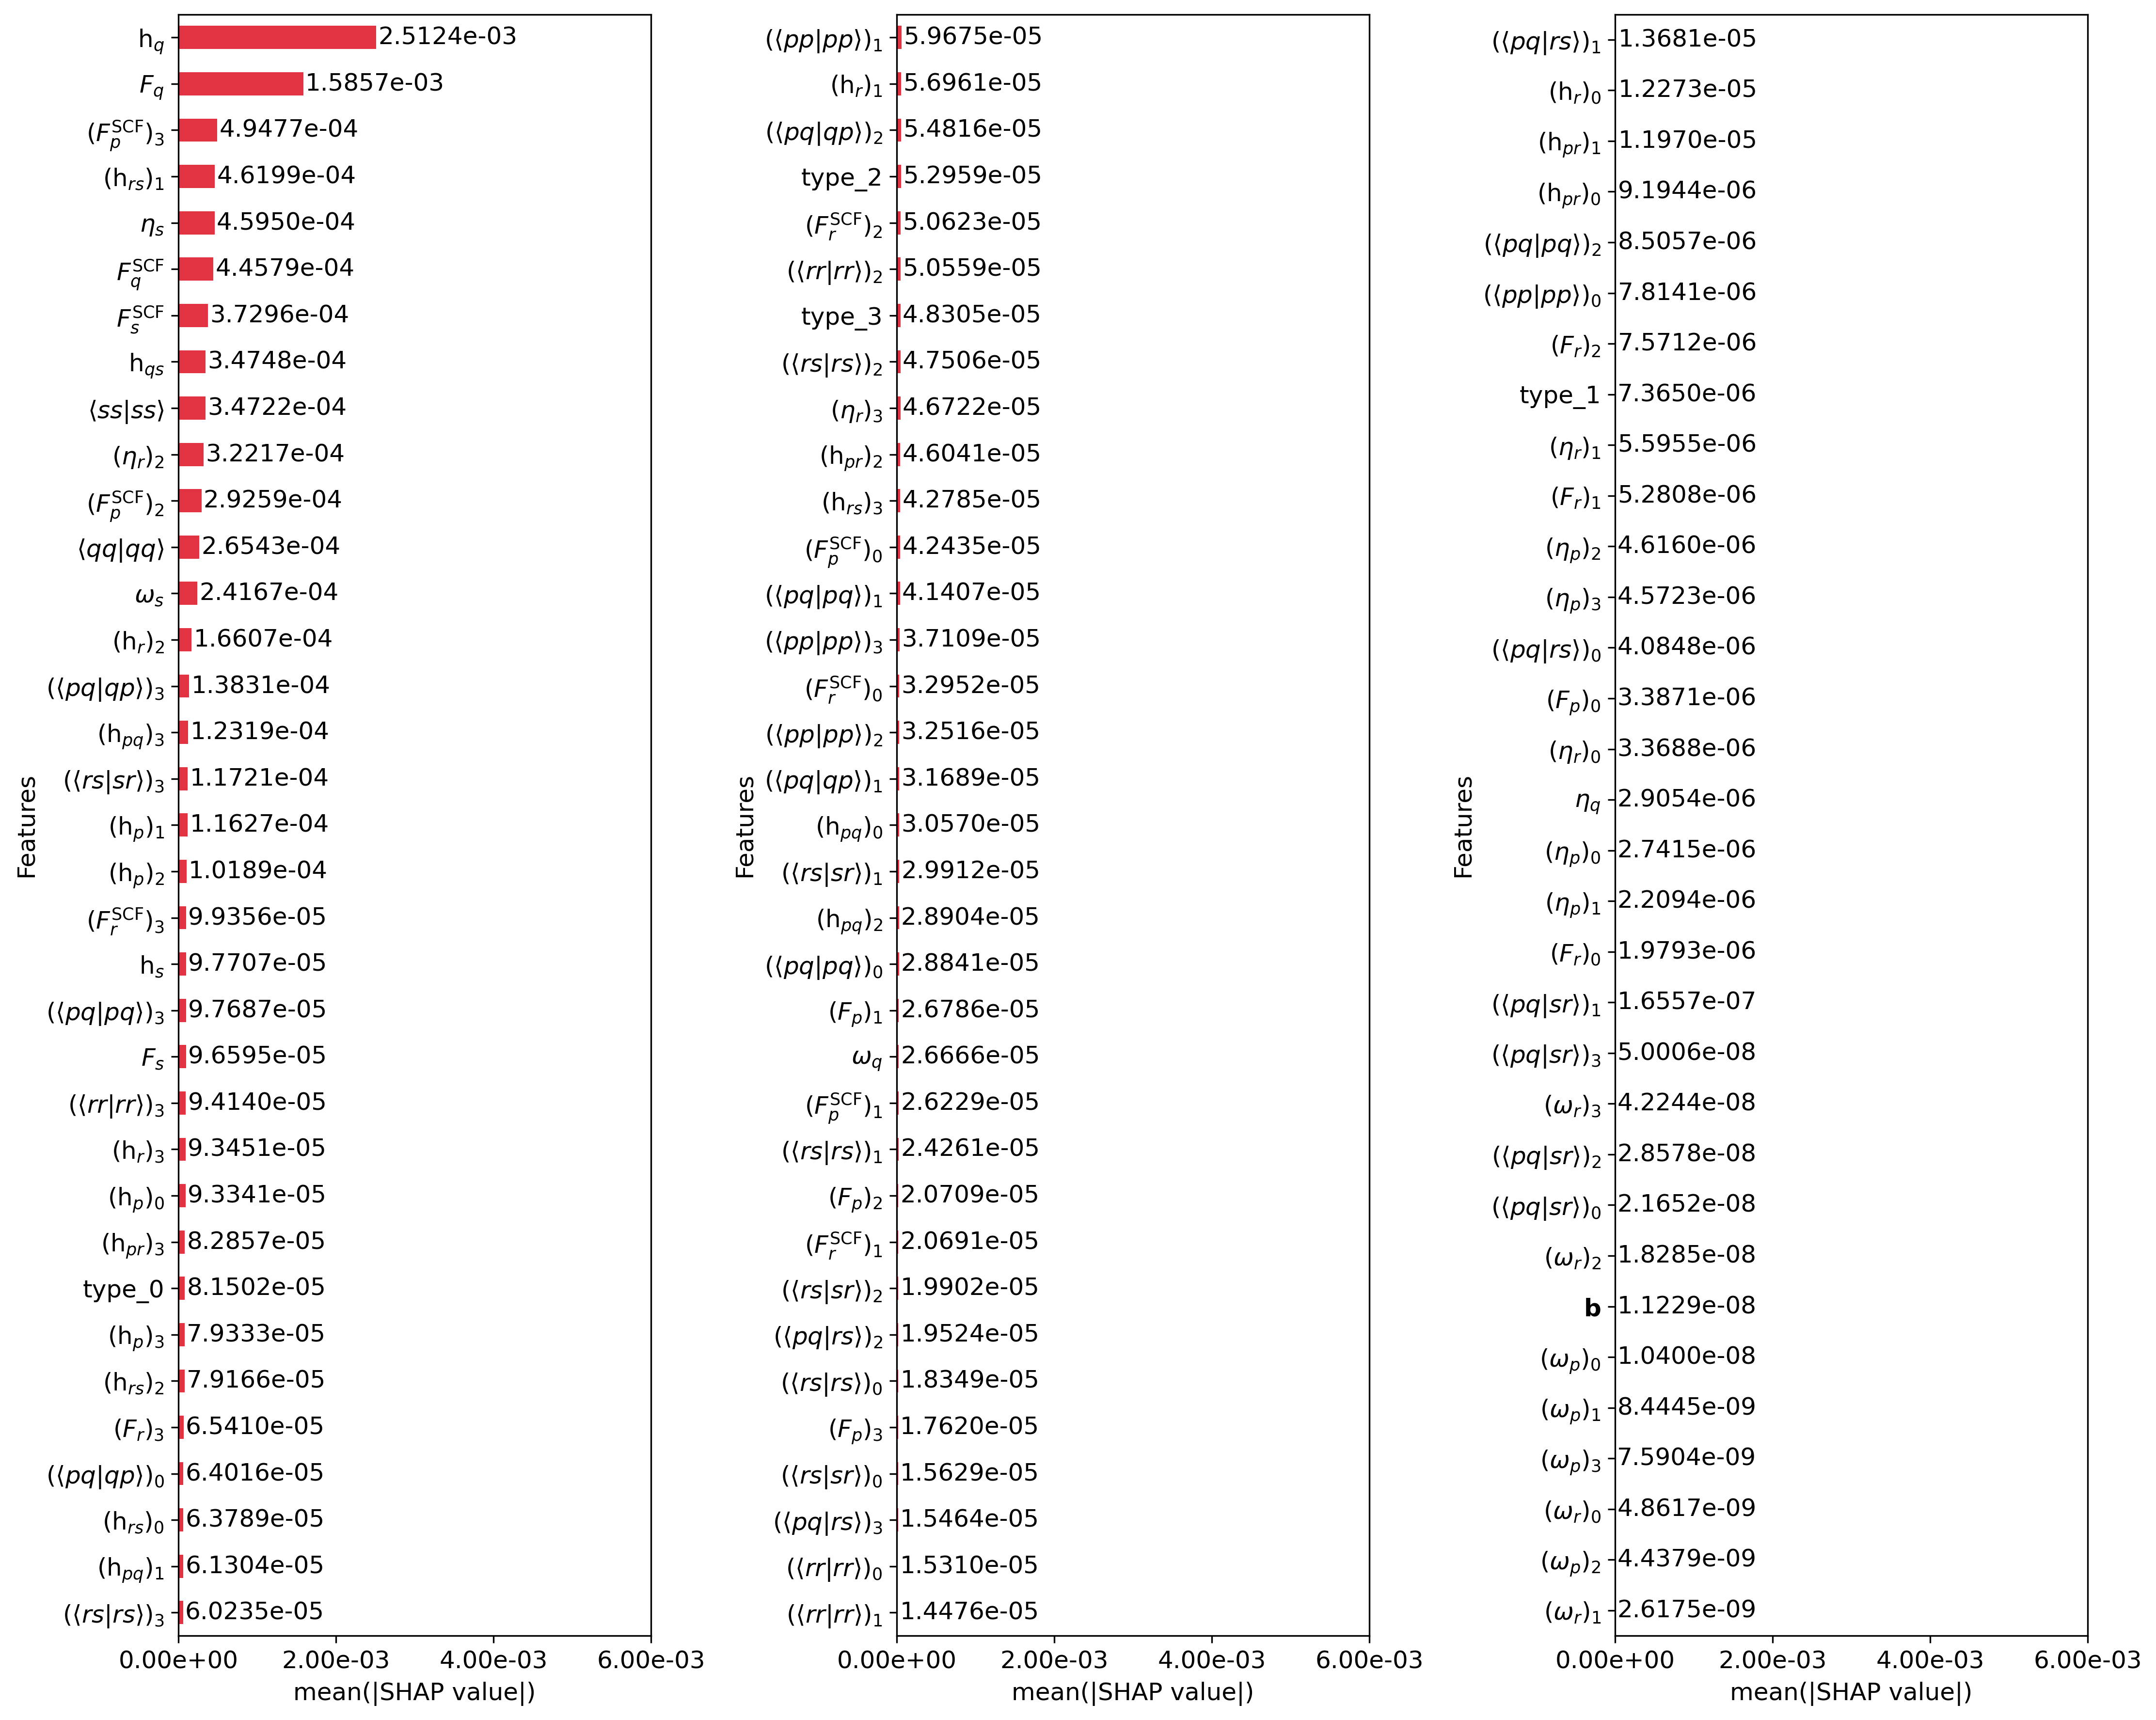 h_q 2.5124e-03
F_q 1.5857e-03
(F_p^SCF)_3 4.9477e-04
(h_rs)_1 4.6199e-04
η_s 4.5950e-04
F_q^SCF 4.4579e-04
F_s^SCF 3.7296e-04
h_qs 3.4748e-04
⟨ss|ss⟩ 3.4722e-04
(η_r)_2 3.2217e-04
(F_p^SCF)_2 2.9259e-04
⟨qq|qq⟩ 2.6543e-04
ω_s 2.4167e-04
(h_r)_2 1.6607e-04
(⟨pq|qp⟩)_3 1.3831e-04
(h_pq)_3 1.2319e-04
(⟨rs|sr⟩)_3 1.1721e-04
(h_p)_1 1.1627e-04
(h_p)_2 1.0189e-04
(F_r^SCF)_3 9.9356e-05
h_s 9.7707e-05
(⟨pq|pq⟩)_3 9.7687e-05
F_s 9.6595e-05
(⟨rr|rr⟩)_3 9.4140e-05
(h_r)_3 9.3451e-05
(h_p)_0 9.3341e-05
(h_pr)_3 8.2857e-05
type_0 8.1502e-05
(h_p)_3 7.9333e-05
(h_rs)_2 7.9166e-05
(F_r)_3 6.5410e-05
(⟨pq|qp⟩)_0 6.4016e-05
(h_rs)_0 6.3789e-05
(h_pq)_1 6.1304e-05
(⟨rs|rs⟩)_3 6.0235e-05
Features
0.00e+00 2.00e-03 4.00e-03 6.00e-03
mean(|SHAP value|)
(⟨pp|pp⟩)_1 5.9675e-05
(h_r)_1 5.6961e-05
(⟨pq|qp⟩)_2 5.4816e-05
type_2 5.2959e-05
(F_r^SCF)_2 5.0623e-05
(⟨rr|rr⟩)_2 5.0559e-05
type_3 4.8305e-05
(⟨rs|rs⟩)_2 4.7506e-05
(η_r)_3 4.6722e-05
(h_pr)_2 4.6041e-05
(h_rs)_3 4.2785e-05
(F_p^SCF)_0 4.2435e-05
(⟨pq|pq⟩)_1 4.1407e-05
(⟨pp|pp⟩)_3 3.7109e-05
(F_r^SCF)_0 3.2952e-05
(⟨pp|pp⟩)_2 3.2516e-05
(⟨pq|qp⟩)_1 3.1689e-05
(h_pq)_0 3.0570e-05
(⟨rs|sr⟩)_1 2.9912e-05
(h_pq)_2 2.8904e-05
(⟨pq|pq⟩)_0 2.8841e-05
(F_p)_1 2.6786e-05
ω_q 2.6666e-05
(F_p^SCF)_1 2.6229e-05
(⟨rs|rs⟩)_1 2.4261e-05
(F_p)_2 2.0709e-05
(F_r^SCF)_1 2.0691e-05
(⟨rs|sr⟩)_2 1.9902e-05
(⟨pq|rs⟩)_2 1.9524e-05
(⟨rs|rs⟩)_0 1.8349e-05
(F_p)_3 1.7620e-05
(⟨rs|sr⟩)_0 1.5629e-05
(⟨pq|rs⟩)_3 1.5464e-05
(⟨rr|rr⟩)_0 1.5310e-05
(⟨rr|rr⟩)_1 1.4476e-05
Features
0.00e+00 2.00e-03 4.00e-03 6.00e-03
mean(|SHAP value|)
(⟨pq|rs⟩)_1 1.3681e-05
(h_r)_0 1.2273e-05
(h_pr)_1 1.1970e-05
(h_pr)_0 9.1944e-06
(⟨pq|pq⟩)_2 8.5057e-06
(⟨pp|pp⟩)_0 7.8141e-06
(F_r)_2 7.5712e-06
type_1 7.3650e-06
(η_r)_1 5.5955e-06
(F_r)_1 5.2808e-06
(η_p)_2 4.6160e-06
(η_p)_3 4.5723e-06
(⟨pq|rs⟩)_0 4.0848e-06
(F_p)_0 3.3871e-06
(η_r)_0 3.3688e-06
η_q 2.9054e-06
(η_p)_0 2.7415e-06
(η_p)_1 2.2094e-06
(F_r)_0 1.9793e-06
(⟨pq|sr⟩)_1 1.6557e-07
(⟨pq|sr⟩)_3 5.0006e-08
(ω_r)_3 4.2244e-08
(⟨pq|sr⟩)_2 2.8578e-08
(⟨pq|sr⟩)_0 2.1652e-08
(ω_r)_2 1.8285e-08
b 1.1229e-08
(ω_p)_0 1.0400e-08
(ω_p)_1 8.4445e-09
(ω_p)_3 7.5904e-09
(ω_r)_0 4.8617e-09
(ω_p)_2 4.4379e-09
(ω_r)_1 2.6175e-09
Features
0.00e+00 2.00e-03 4.00e-03 6.00e-03
mean(|SHAP value|)